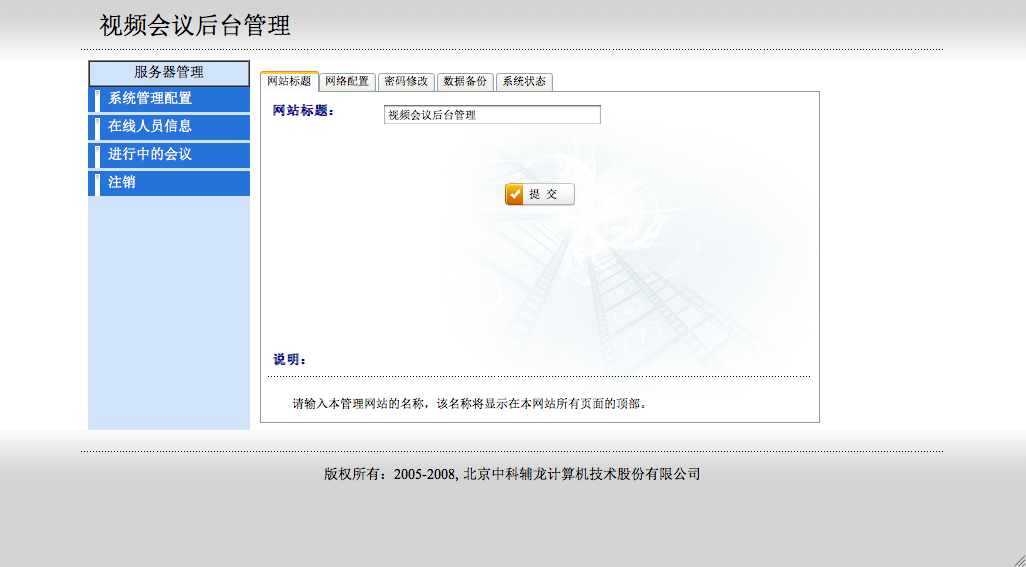 视频会议后台管理
服务器管理
系统管理配置
在线人员信息
进行中的会议
注销
网站标题 网络配置 密码修改 数据备份 系统状态
网站标题： 视频会议后台管理
提 交
说明：
请输入本管理网站的名称，该名称将显示在本网站所有页面的顶部。
版权所有：2005-2008, 北京中科辅龙计算机技术股份有限公司